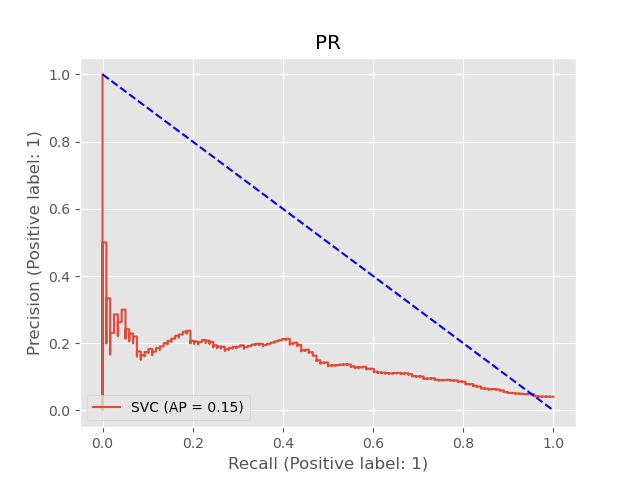 PR
Precision (Positive label: 1)
1.0
0.8
0.6
0.4
0.2
0.0
SVC (AP = 0.15)
0.0 0.2 0.4 0.6 0.8 1.0
Recall (Positive label: 1)